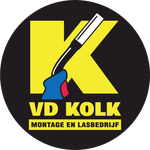 K
VD KOLK
MONTAGE EN LASBEDRIJF